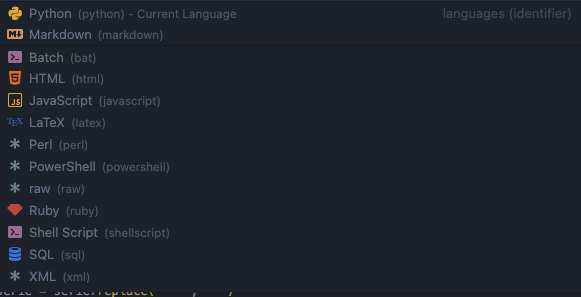 Python (python) - Current Language languages (identifier)
Markdown (markdown)
Batch (bat)
HTML (html)
JavaScript (javascript)
LaTeX (latex)
Perl (perl)
PowerShell (powershell)
raw (raw)
Ruby (ruby)
Shell Script (shellscript)
SQL (sql)
XML (xml)